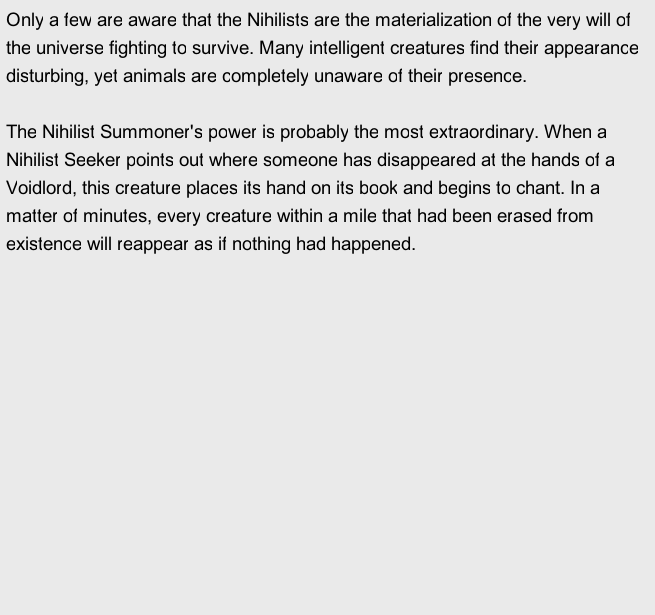 Only a few are aware that the Nihilists are the materialization of the very will of
the universe fighting to survive. Many intelligent creatures find their appearance
disturbing, yet animals are completely unaware of their presence.

The Nihilist Summoner's power is probably the most extraordinary. When a
Nihilist Seeker points out where someone has disappeared at the hands of a
Voidlord, this creature places its hand on its book and begins to chant. In a
matter of minutes, every creature within a mile that had been erased from
existence will reappear as if nothing had happened.